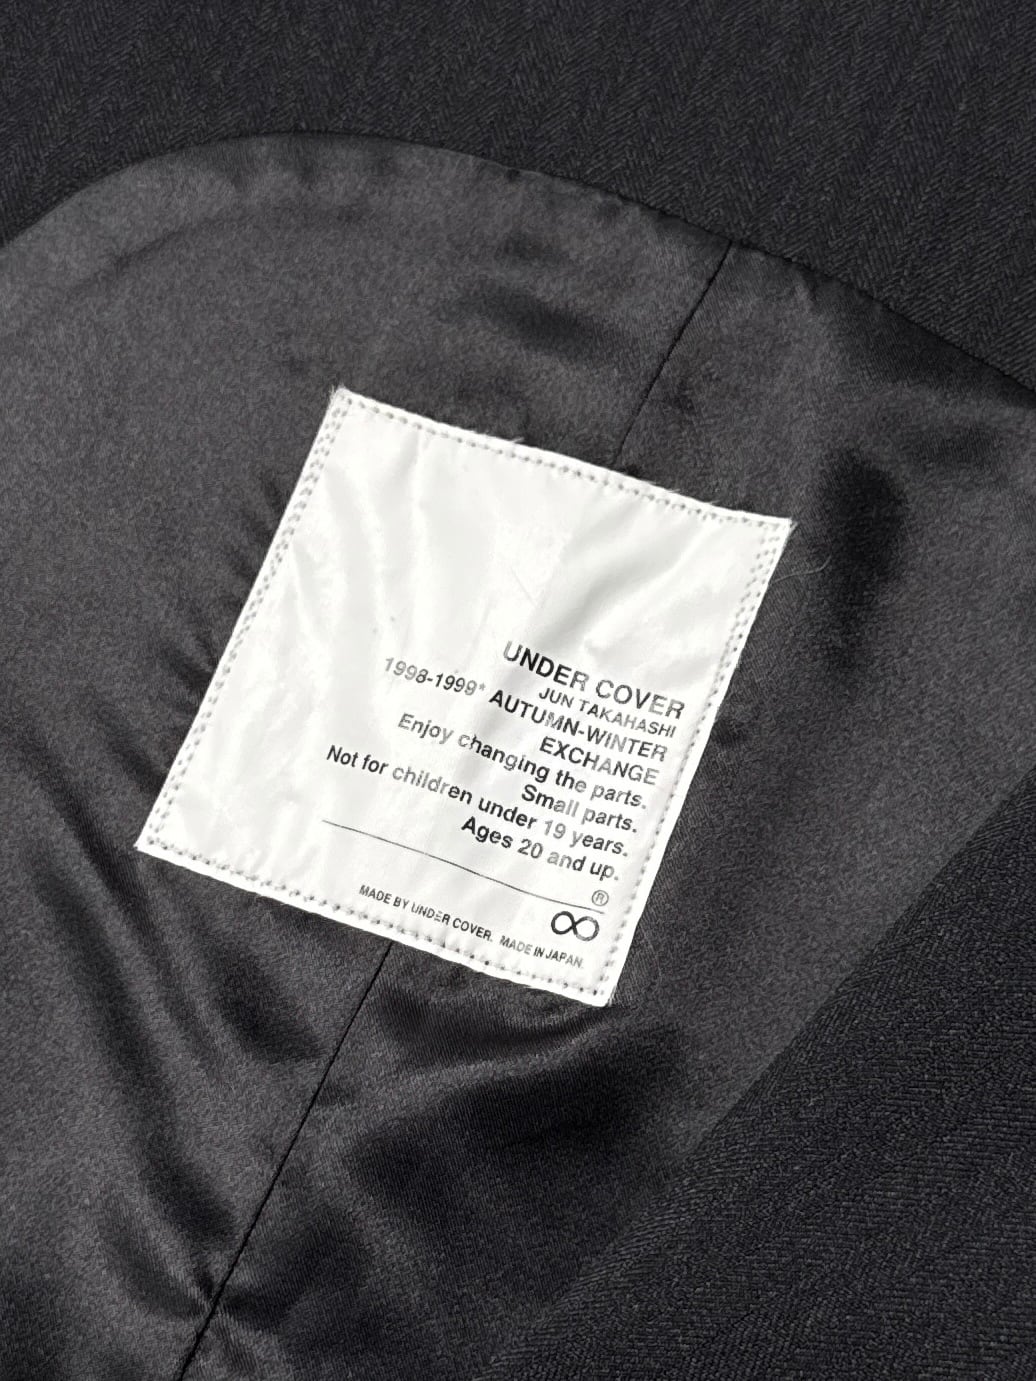 UNDER COVER
JUN TAKAHASHI
1998-1999* AUTUMN-WINTER
EXCHANGE
Enjoy changing the parts.
Small parts.
Not for children under 19 years.
Ages 20 and up.
®
∞
MADE BY UNDER COVER. MADE IN JAPAN.